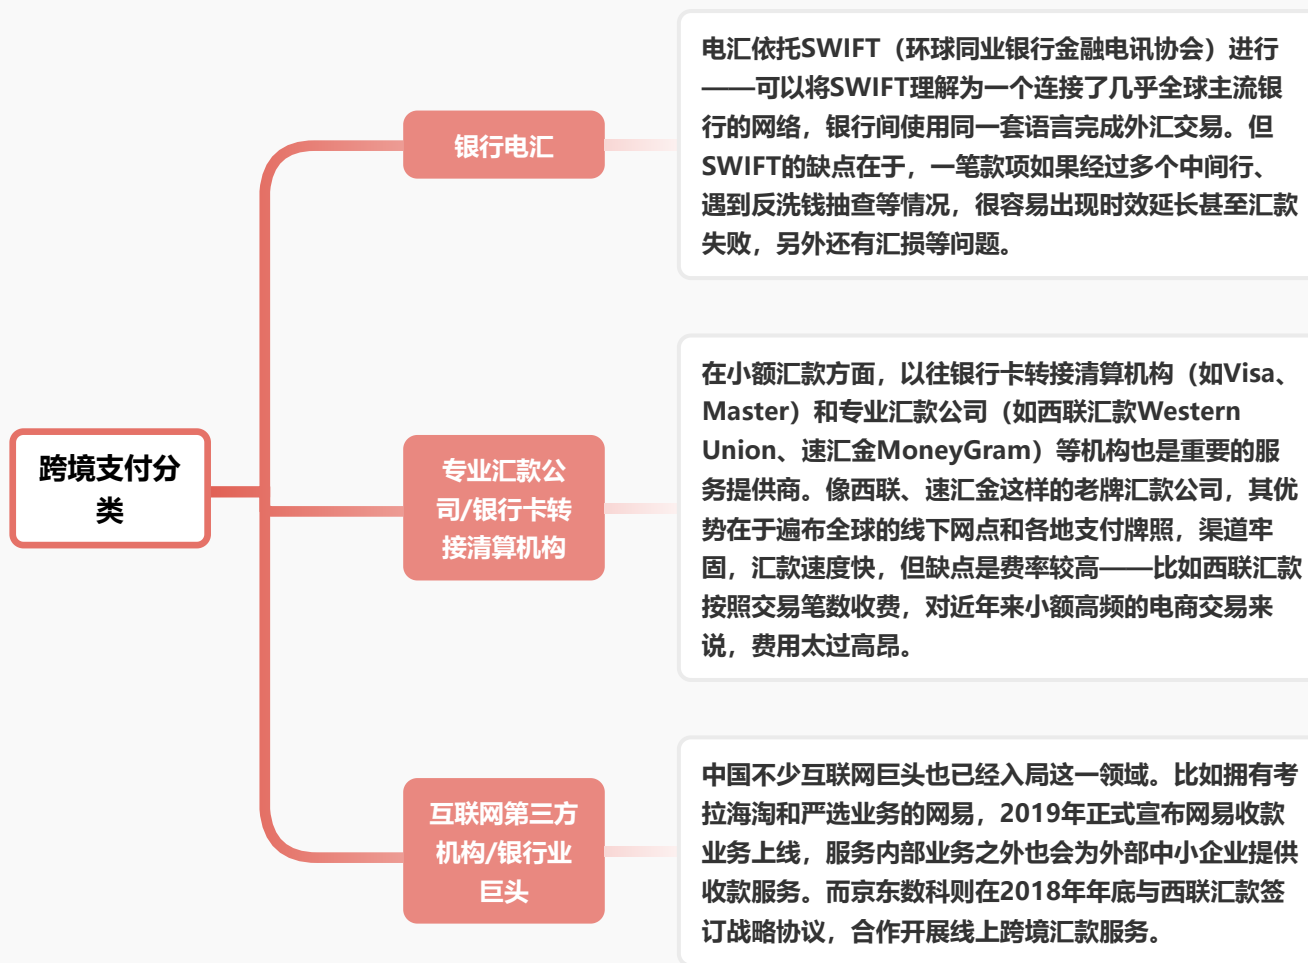 跨境支付分
类
银行电汇
电汇依托SWIFT（环球同业银行金融电讯协会）进行
——可以将SWIFT理解为一个连接了几乎全球主流银
行的网络，银行间使用同一套语言完成外汇交易。但
SWIFT的缺点在于，一笔款项如果经过多个中间行、
遇到反洗钱抽查等情况，很容易出现时效延长甚至汇款
失败，另外还有汇损等问题。
专业汇款公
司/银行卡转
接清算机构
在小额汇款方面，以往银行卡转接清算机构（如Visa、
Master）和专业汇款公司（如西联汇款Western
Union、速汇金MoneyGram）等机构也是重要的服
务提供商。像西联、速汇金这样的老牌汇款公司，其优
势在于遍布全球的线下网点和各地支付牌照，渠道牢
固，汇款速度快，但缺点是费率较高——比如西联汇款
按照交易笔数收费，对近年来小额高频的电商交易来
说，费用太过高昂。
互联网第三方
机构/银行业
巨头
中国不少互联网巨头也已经入局这一领域。比如拥有考
拉海淘和严选业务的网易，2019年正式宣布网易收款
业务上线，服务内部业务之外也会为外部中小企业提供
收款服务。而京东数科则在2018年年底与西联汇款签
订战略协议，合作开展线上跨境汇款服务。